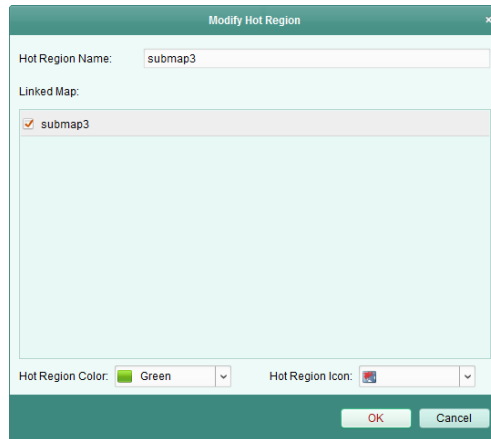 Modify Hot Region
Hot Region Name: submap3
Linked Map:
submap3
Hot Region Color: Green Hot Region Icon:
OK Cancel